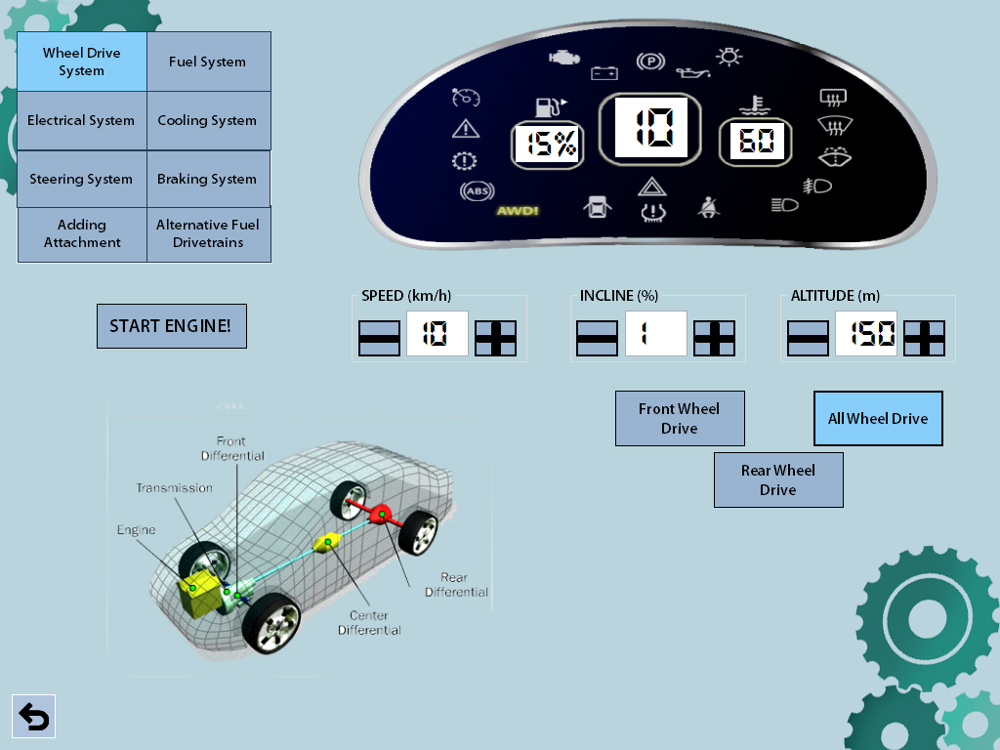 Wheel Drive
System
Fuel System
Electrical System
Cooling System
Steering System
Braking System
Adding
Attachment
Alternative Fuel
Drivetrains
P
15%
10
60
ABS
AWD!
START ENGINE!
SPEED (km/h)
10
INCLINE (%)
1
ALTITUDE (m)
150
Front Wheel
Drive
All Wheel Drive
Rear Wheel
Drive
Front
Differential
Transmission
Engine
Rear
Differential
Center
Differential